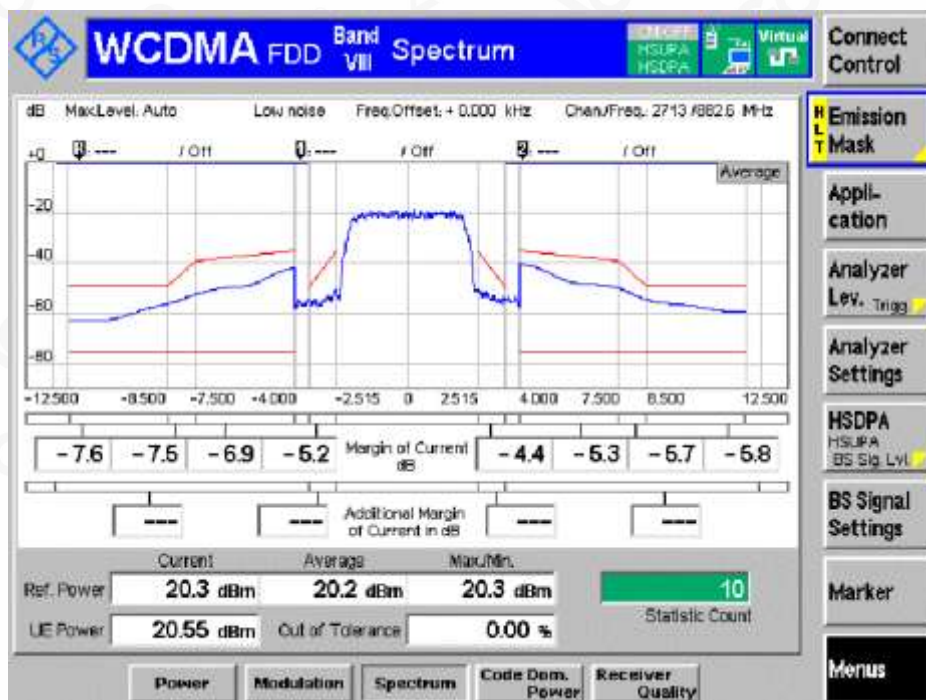 WCDMA FDD Band VIII Spectrum
HSUPA
HSDPA
Virtual
Connect Control
dB Max.Level: Auto Low noise Freq.Offset: + 0.000 kHz Chan./Freq.: 2713 /882.6 MHz
Emission Mask
HLT
+0
3: --- / Off
1: --- / Off
2: --- / Off
Average
-20
-40
-60
-80
Appli-
cation
Analyzer
Lev. Trigg
Analyzer
Settings
-12.500 -8.500 -7.500 -4.000 -2.515 0 2.515 4.000 7.500 8.500 12.500
HSDPA
HSUPA
BS Sig. Lvl.
-7.6 -7.5 -6.9 -5.2 Margin of Current dB -4.4 -5.3 -5.7 -5.8
BS Signal
Settings
--- --- Additional Margin of Current in dB --- ---
Current Average Max./Min.
Ref. Power 20.3 dBm 20.2 dBm 20.3 dBm
10
Statistic Count
Marker
UE Power 20.55 dBm Out of Tolerance 0.00 %
Power Modulation Spectrum Code Dom. Power Receiver Quality
Menus